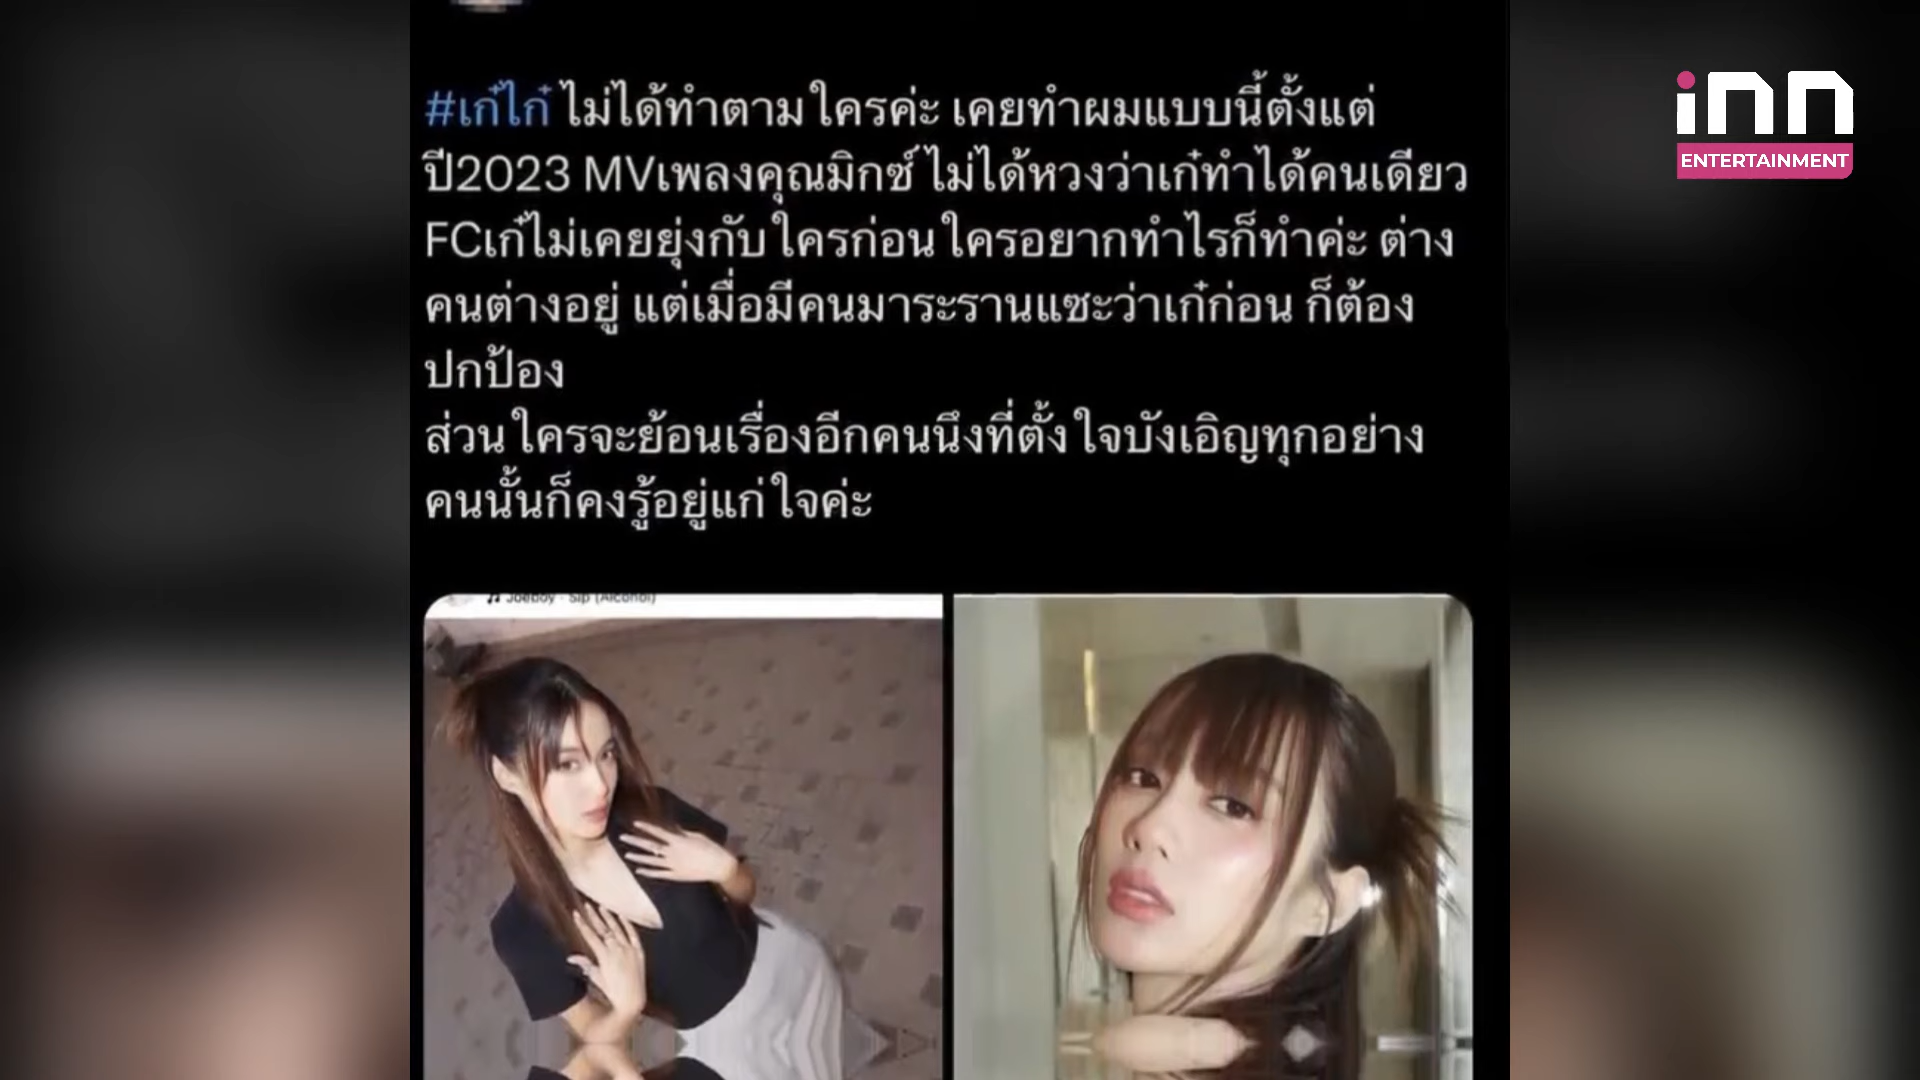 #เก๋ไก๋ ไม่ได้ทำตามใครค่ะ เคยทำผมแบบนี้ตั้งแต่
ปี2023 MVเพลงคุณมิกซ์ ไม่ได้หวงว่าเก๋ทำได้คนเดียว
FCเก๋ไม่เคยยุ่งกับใครก่อน ใครอยากทำไรก็ทำค่ะ ต่าง
คนต่างอยู่ แต่เมื่อมีคนมาระรานแซะว่าเก๋ก่อน ก็ต้อง
ปกป้อง
ส่วนใครจะย้อนเรื่องอีกคนนึงที่ตั้งใจบังเอิญทุกอย่าง
คนนั้นก็คงรู้อยู่แก่ใจค่ะ
Joeboy · Sip (Alcohol)
inn
ENTERTAINMENT